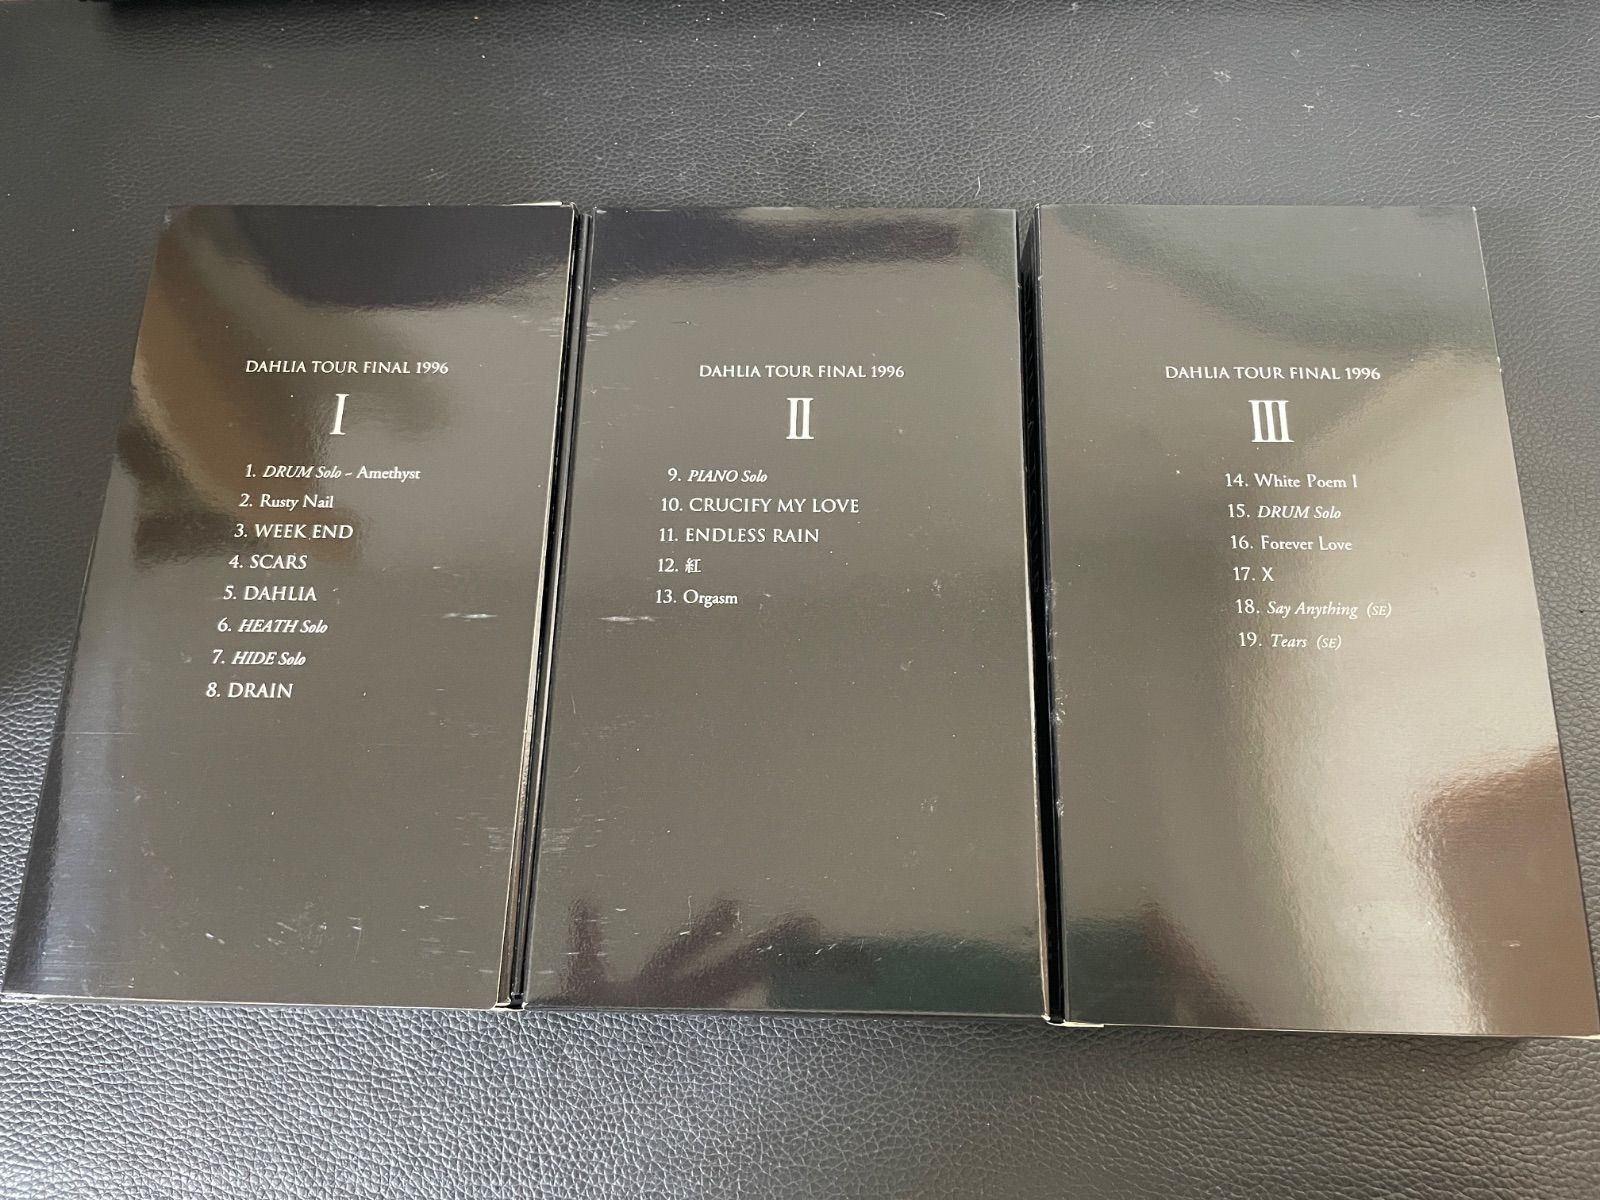 DAHLIA TOUR FINAL 1996
I
1. DRUM Solo ~ Amethyst
2. Rusty Nail
3. WEEK END
4. SCARS
5. DAHLIA
6. HEATH Solo
7. HIDE Solo
8. DRAIN
DAHLIA TOUR FINAL 1996
II
9. PIANO Solo
10. CRUCIFY MY LOVE
11. ENDLESS RAIN
12. 紅
13. Orgasm
DAHLIA TOUR FINAL 1996
III
14. White Poem I
15. DRUM Solo
16. Forever Love
17. X
18. Say Anything (SE)
19. Tears (SE)